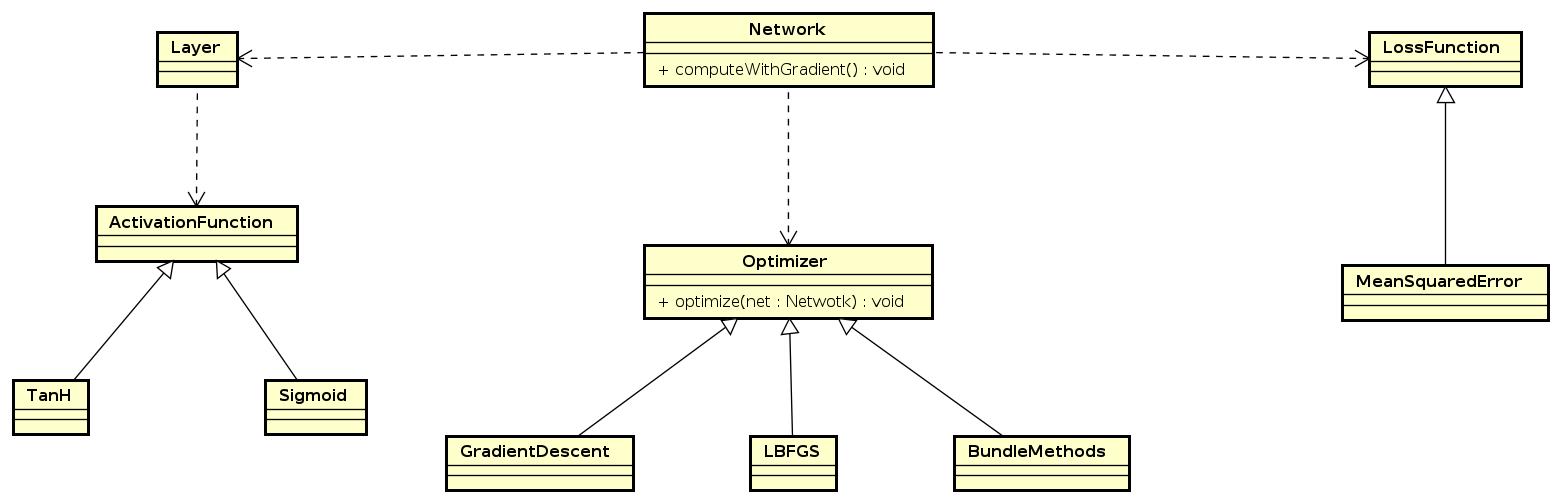 Layer
Network
+ computeWithGradient() : void
LossFunction
ActivationFunction
Optimizer
+ optimize(net : Netwotk) : void
MeanSquaredError
TanH
Sigmoid
GradientDescent
LBFGS
BundleMethods